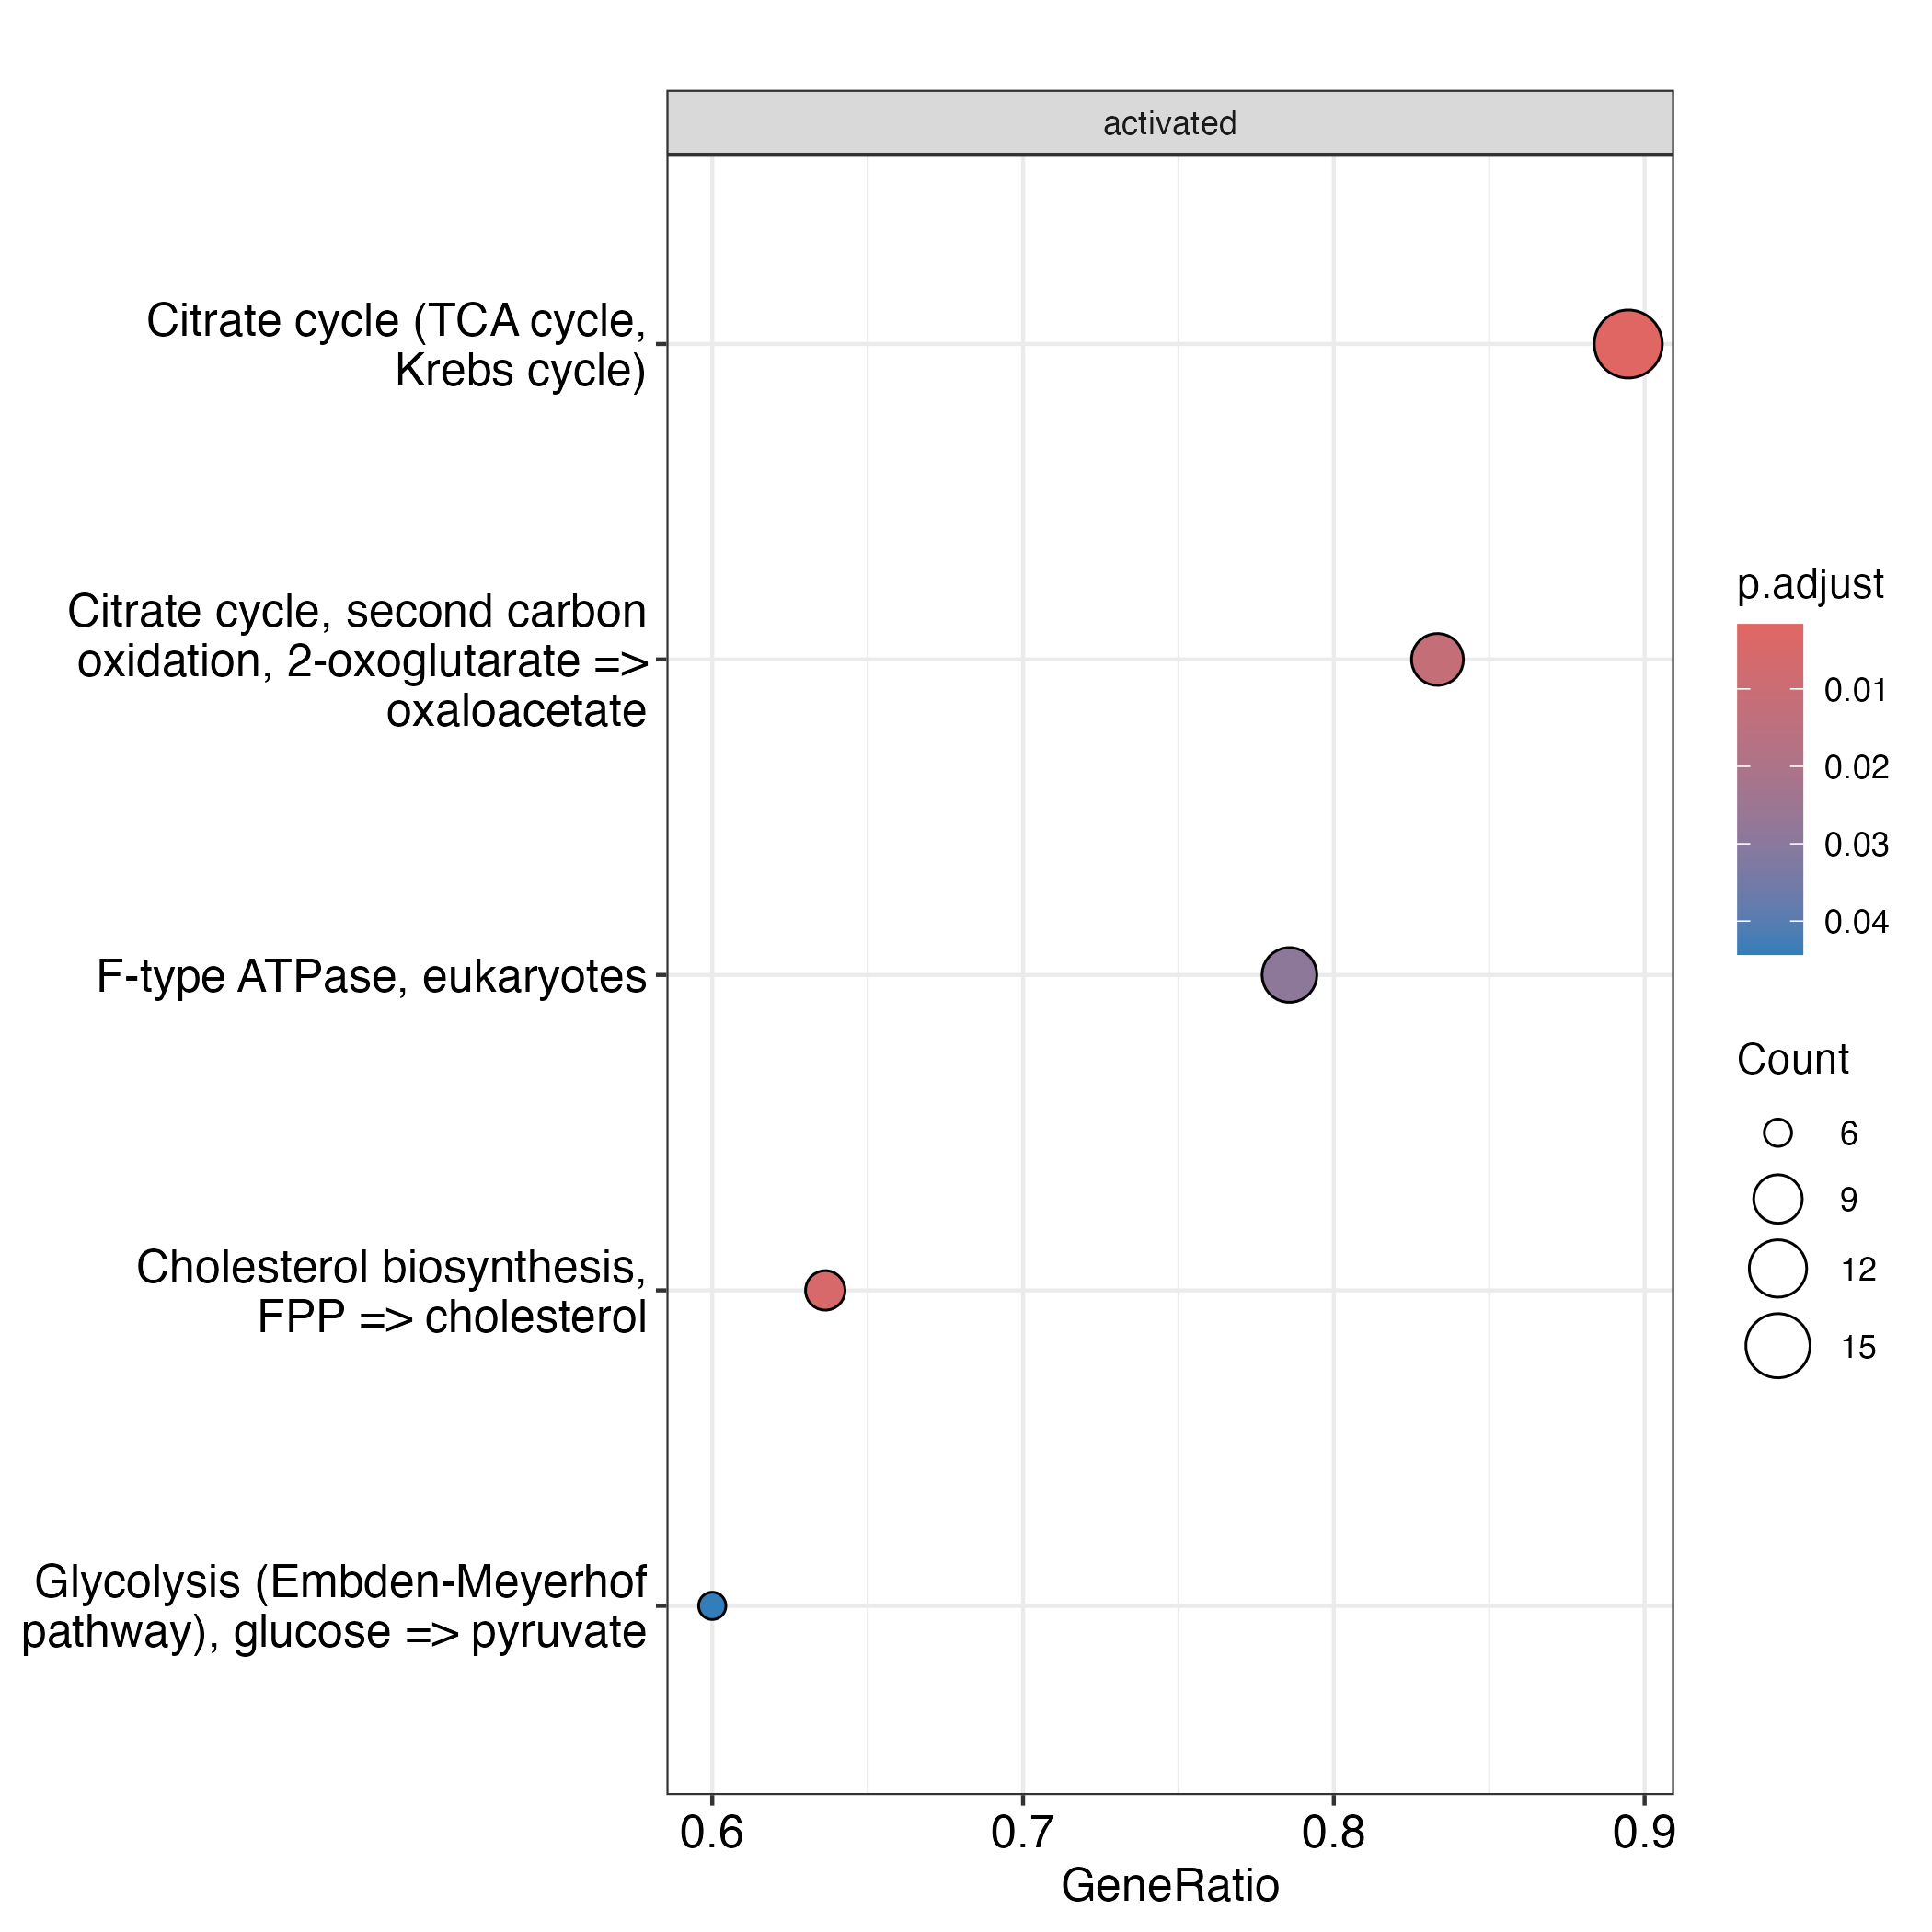 activated
Citrate cycle (TCA cycle,
Krebs cycle)
Citrate cycle, second carbon
oxidation, 2-oxoglutarate =>
oxaloacetate
F-type ATPase, eukaryotes
Cholesterol biosynthesis,
FPP => cholesterol
Glycolysis (Embden-Meyerhof
pathway), glucose => pyruvate
0.6 0.7 0.8 0.9
GeneRatio
p.adjust
0.01
0.02
0.03
0.04
Count
6
9
12
15